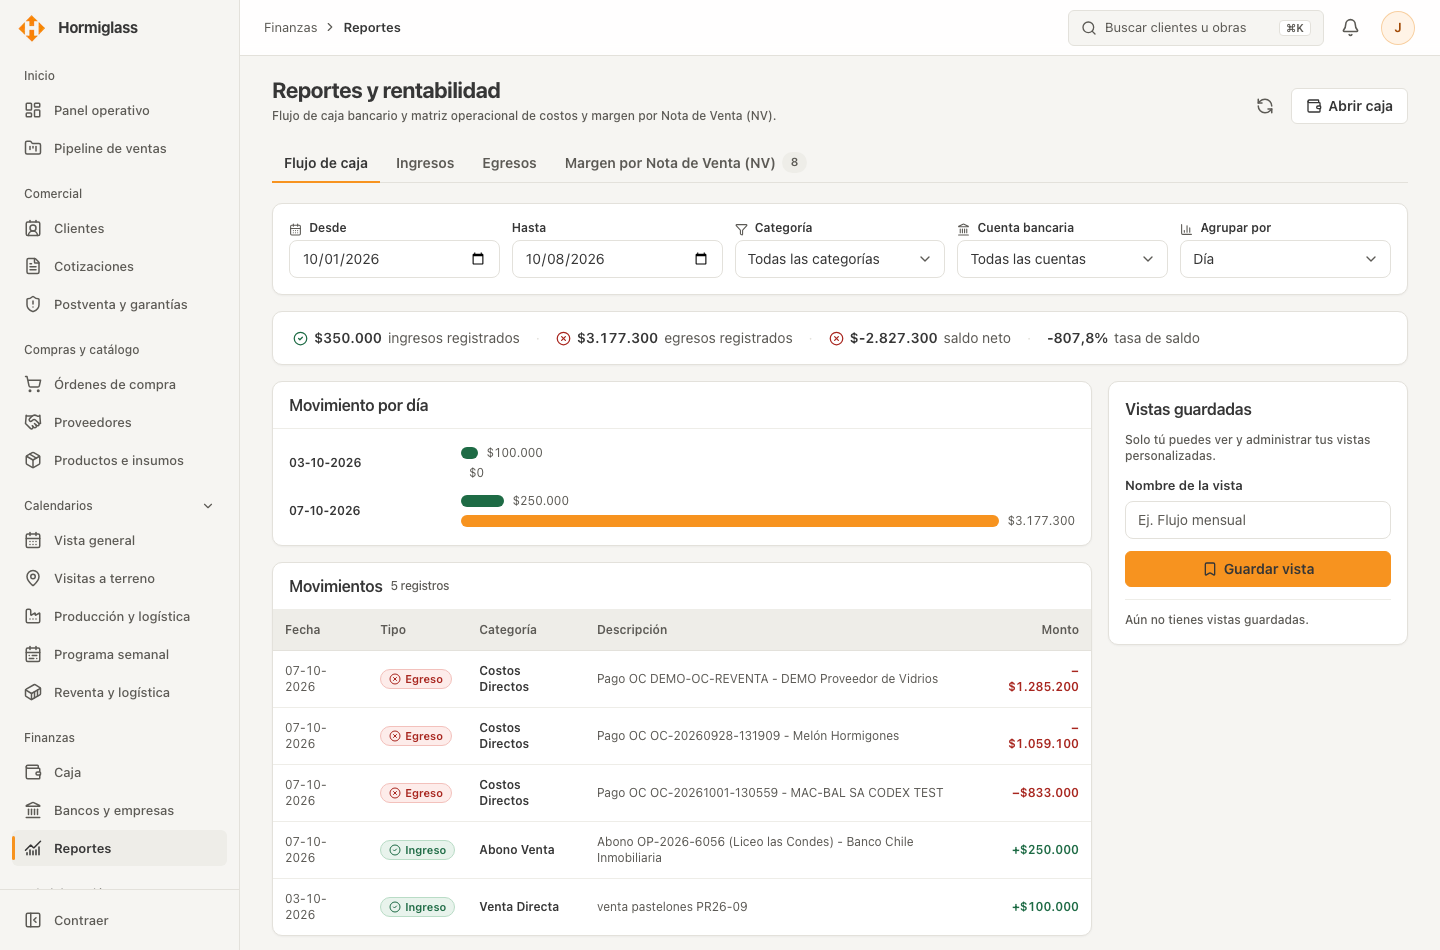 Hormiglass
Finanzas > Reportes
Buscar clientes u obras
⌘K
J
Inicio
Panel operativo
Pipeline de ventas
Comercial
Clientes
Cotizaciones
Postventa y garantías
Compras y catálogo
Órdenes de compra
Proveedores
Productos e insumos
Calendarios
Vista general
Visitas a terreno
Producción y logística
Programa semanal
Reventa y logística
Finanzas
Caja
Bancos y empresas
Reportes
Contraer
Reportes y rentabilidad
Flujo de caja bancario y matriz operacional de costos y margen por Nota de Venta (NV).
Abrir caja
Flujo de caja
Ingresos
Egresos
Margen por Nota de Venta (NV) 8
Desde
10/01/2026
Hasta
10/08/2026
Categoría
Todas las categorías
Cuenta bancaria
Todas las cuentas
Agrupar por
Día
$350.000 ingresos registrados · $3.177.300 egresos registrados · $-2.827.300 saldo neto · -807,8% tasa de saldo
Movimiento por día
03-10-2026
$100.000
$0
07-10-2026
$250.000
$3.177.300
Movimientos 5 registros
Fecha Tipo Categoría Descripción Monto
07-10-
2026
Egreso
Costos
Directos
Pago OC DEMO-OC-REVENTA - DEMO Proveedor de Vidrios
−
$1.285.200
07-10-
2026
Egreso
Costos
Directos
Pago OC OC-20260928-131909 - Melón Hormigones
−
$1.059.100
07-10-
2026
Egreso
Costos
Directos
Pago OC OC-20261001-130559 - MAC-BAL SA CODEX TEST
−$833.000
07-10-
2026
Ingreso
Abono Venta
Abono OP-2026-6056 (Liceo las Condes) - Banco Chile
Inmobiliaria
+$250.000
03-10-
2026
Ingreso
Venta Directa
venta pastelones PR26-09
+$100.000
Vistas guardadas
Solo tú puedes ver y administrar tus vistas
personalizadas.
Nombre de la vista
Ej. Flujo mensual
Guardar vista
Aún no tienes vistas guardadas.